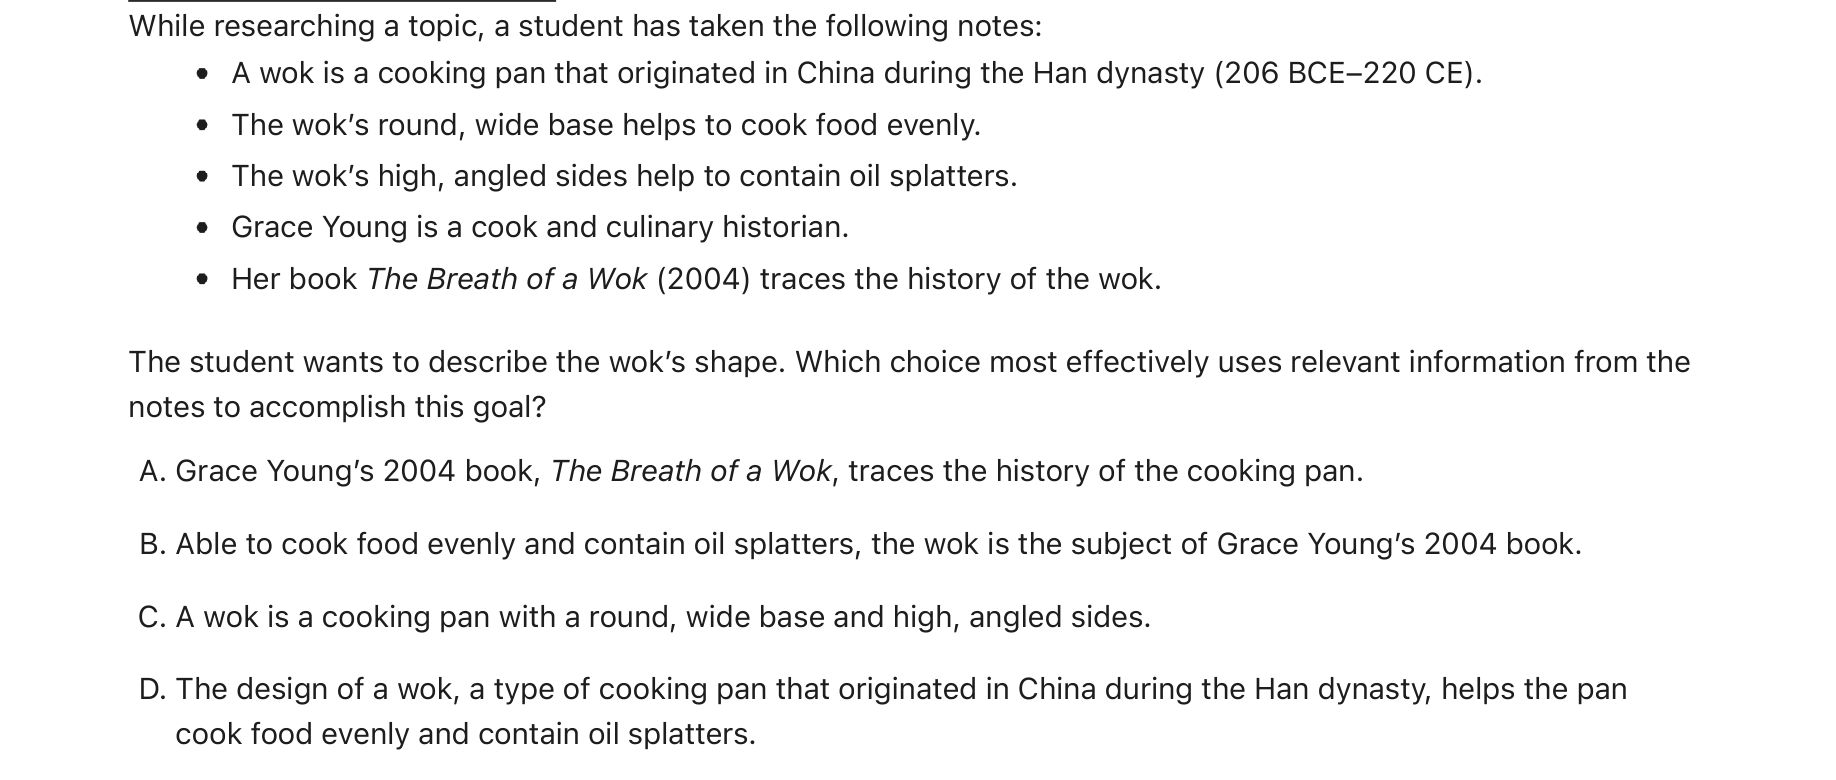 While researching a topic, a student has taken the following notes:
• A wok is a cooking pan that originated in China during the Han dynasty (206 BCE–220 CE).
• The wok’s round, wide base helps to cook food evenly.
• The wok’s high, angled sides help to contain oil splatters.
• Grace Young is a cook and culinary historian.
• Her book The Breath of a Wok (2004) traces the history of the wok.
The student wants to describe the wok’s shape. Which choice most effectively uses relevant information from the
notes to accomplish this goal?
A. Grace Young’s 2004 book, The Breath of a Wok, traces the history of the cooking pan.
B. Able to cook food evenly and contain oil splatters, the wok is the subject of Grace Young’s 2004 book.
C. A wok is a cooking pan with a round, wide base and high, angled sides.
D. The design of a wok, a type of cooking pan that originated in China during the Han dynasty, helps the pan
cook food evenly and contain oil splatters.